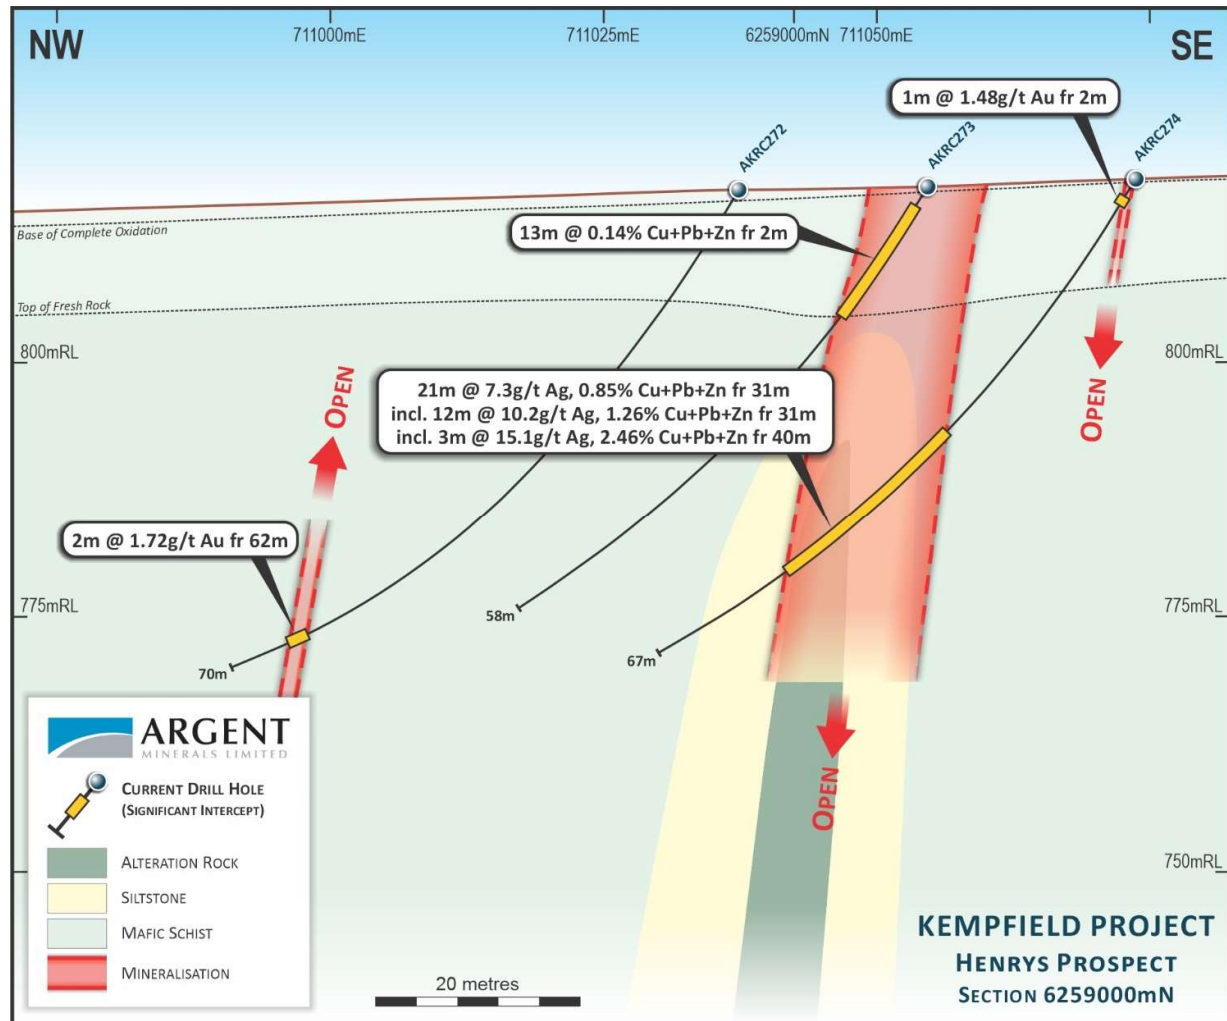 NW
711000mE
711025mE
6259000mN
711050mE
SE
1m @ 1.48g/t Au fr 2m
AKRC272
AKRC273
AKRC274
13m @ 0.14% Cu+Pb+Zn fr 2m
Base of Complete Oxidation
Top of Fresh Rock
800mRL
800mRL
21m @ 7.3g/t Ag, 0.85% Cu+Pb+Zn fr 31m
incl. 12m @ 10.2g/t Ag, 1.26% Cu+Pb+Zn fr 31m
incl. 3m @ 15.1g/t Ag, 2.46% Cu+Pb+Zn fr 40m
OPEN
OPEN
2m @ 1.72g/t Au fr 62m
775mRL
775mRL
58m
67m
70m
OPEN
ARGENT
MINERALS LIMITED
CURRENT DRILL HOLE
(SIGNIFICANT INTERCEPT)
ALTERATION ROCK
SILTSTONE
MAFIC SCHIST
MINERALISATION
20 metres
750mRL
KEMPFIELD PROJECT
HENRYS PROSPECT
SECTION 6259000mN